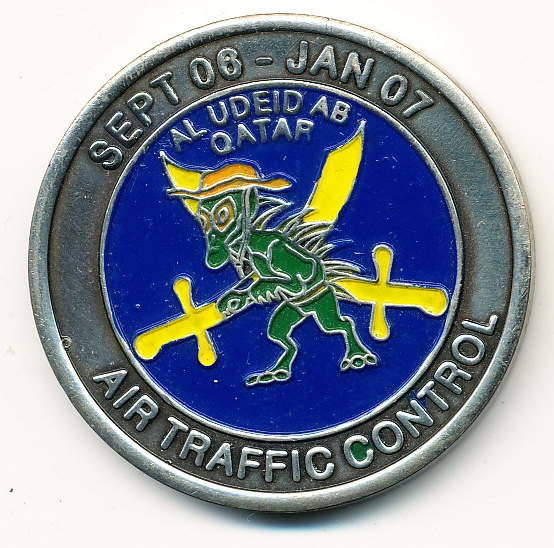 SEPT 06 - JAN 07
AL UDEID AB
QATAR
AIR TRAFFIC CONTROL